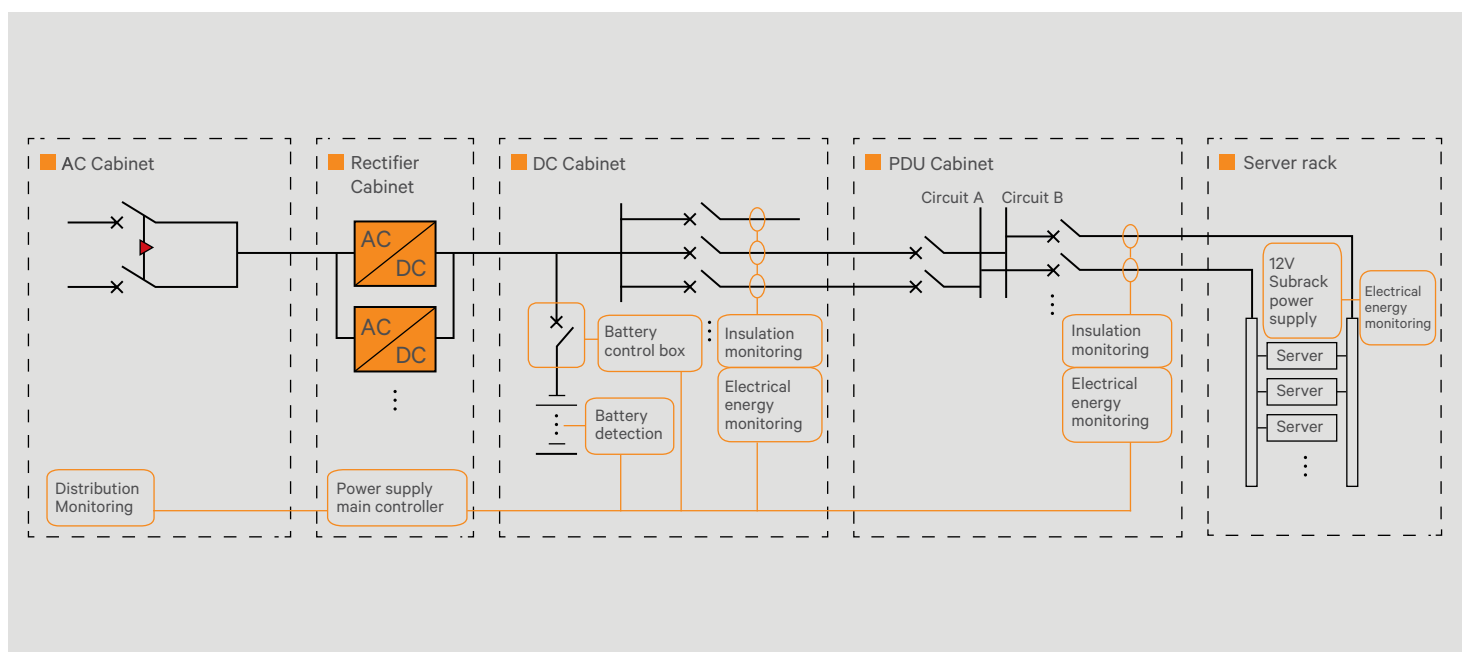 AC Cabinet
Distribution
Monitoring
Rectifier
Cabinet
AC
DC
AC
DC
Power supply
main controller
DC Cabinet
Battery
control box
Battery
detection
Insulation
monitoring
Electrical
energy
monitoring
PDU Cabinet
Circuit A
Circuit B
Insulation
monitoring
Electrical
energy
monitoring
Server rack
12V
Subrack
power
supply
Electrical
energy
monitoring
Server
Server
Server